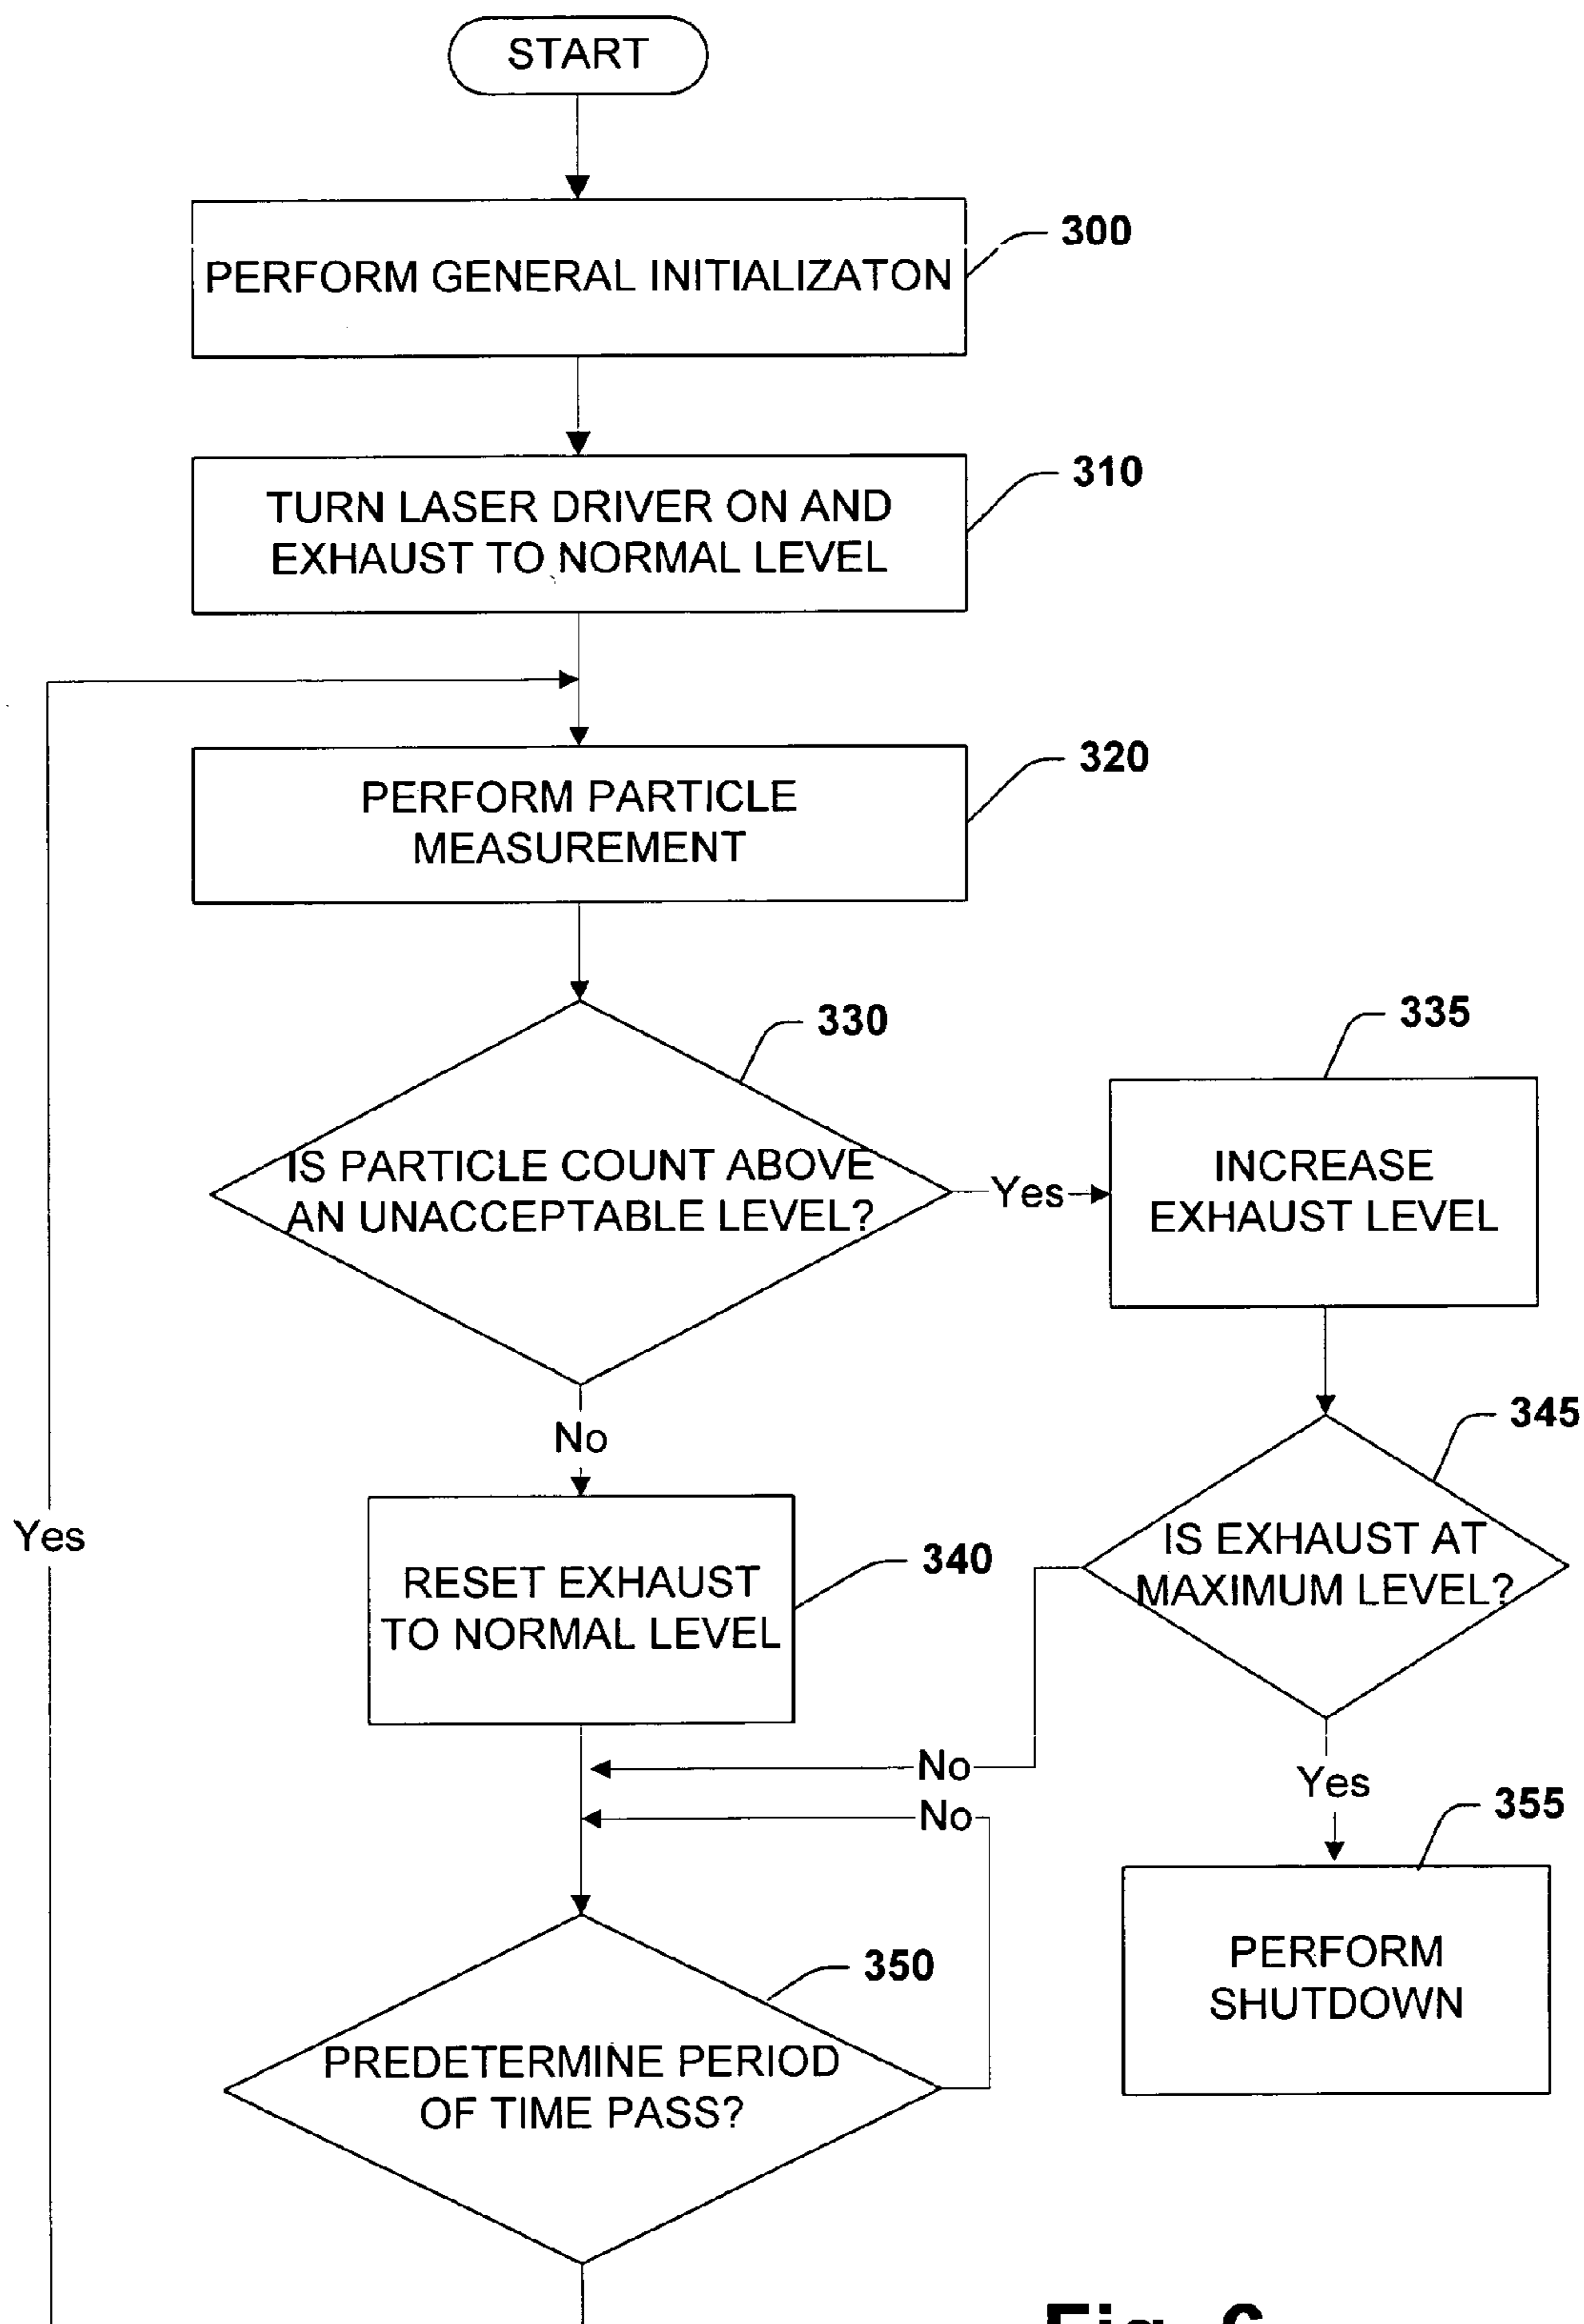 START
300
PERFORM GENERAL INITIALIZATON
310
TURN LASER DRIVER ON AND
EXHAUST TO NORMAL LEVEL
320
PERFORM PARTICLE
MEASUREMENT
330
335
IS PARTICLE COUNT ABOVE
AN UNACCEPTABLE LEVEL?
Yes
INCREASE
EXHAUST LEVEL
No
345
Yes
IS EXHAUST AT
MAXIMUM LEVEL?
340
RESET EXHAUST
TO NORMAL LEVEL
No
Yes
No
355
350
PERFORM
SHUTDOWN
PREDETERMINE PERIOD
OF TIME PASS?
Fig. 6